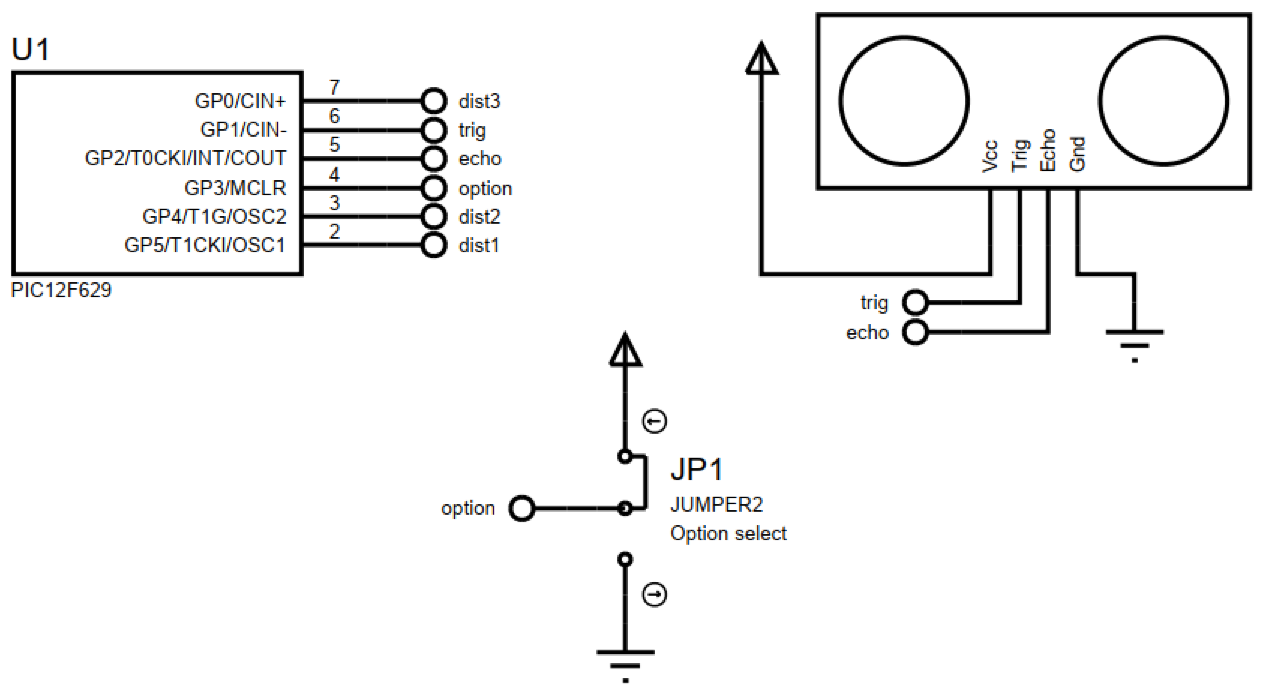 U1
GP0/CIN+ 7 dist3
GP1/CIN- 6 trig
GP2/T0CKI/INT/COUT 5 echo
GP3/MCLR 4 option
GP4/T1G/OSC2 3 dist2
GP5/T1CKI/OSC1 2 dist1
PIC12F629
Vcc
Trig
Echo
Gnd
trig
echo
JP1
option
JUMPER2
Option select